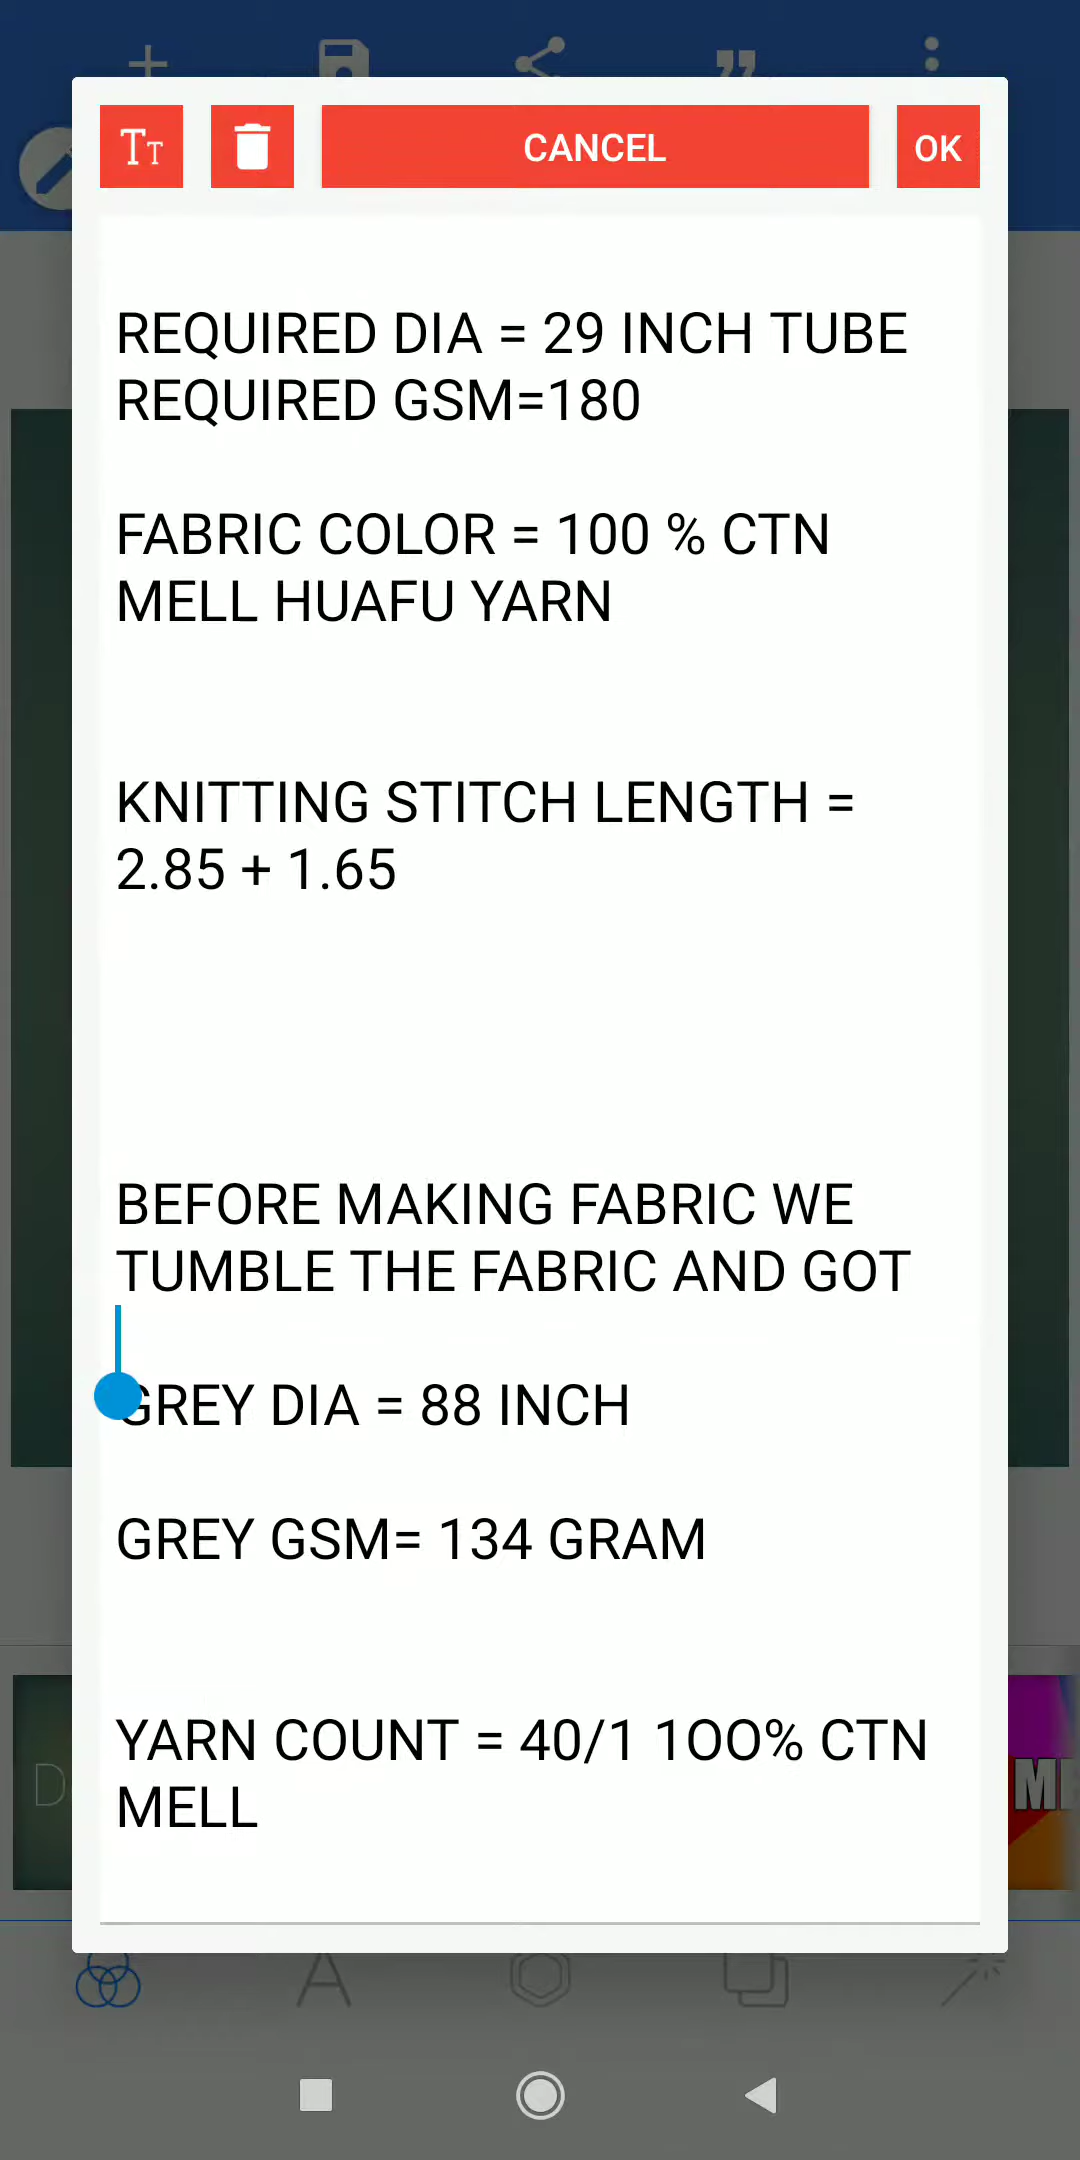 CANCEL
OK
REQUIRED DIA = 29 INCH TUBE
REQUIRED GSM=180
FABRIC COLOR = 100 % CTN
MELL HUAFU YARN
KNITTING STITCH LENGTH =
2.85 + 1.65
BEFORE MAKING FABRIC WE
TUMBLE THE FABRIC AND GOT
GREY DIA = 88 INCH
GREY GSM= 134 GRAM
YARN COUNT = 40/1 1OO% CTN
MELL